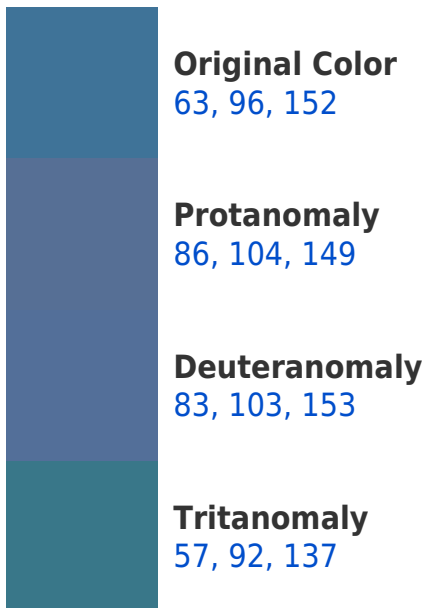 Original Color
63, 96, 152
Protanomaly
86, 104, 149
Deuteranomaly
83, 103, 153
Tritanomaly
57, 92, 137